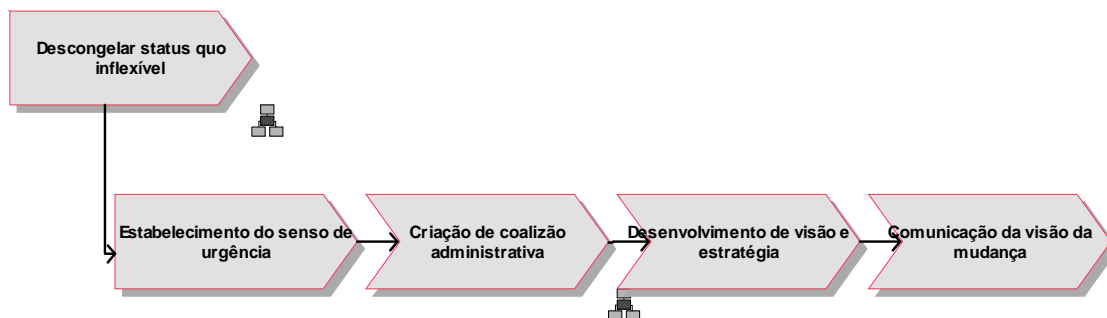 Descongelar status quo
inflexível
Estabelecimento do senso de
urgência
Criação de coalizão
administrativa
Desenvolvimento de visão e
estratégia
Comunicação da visão da
mudança